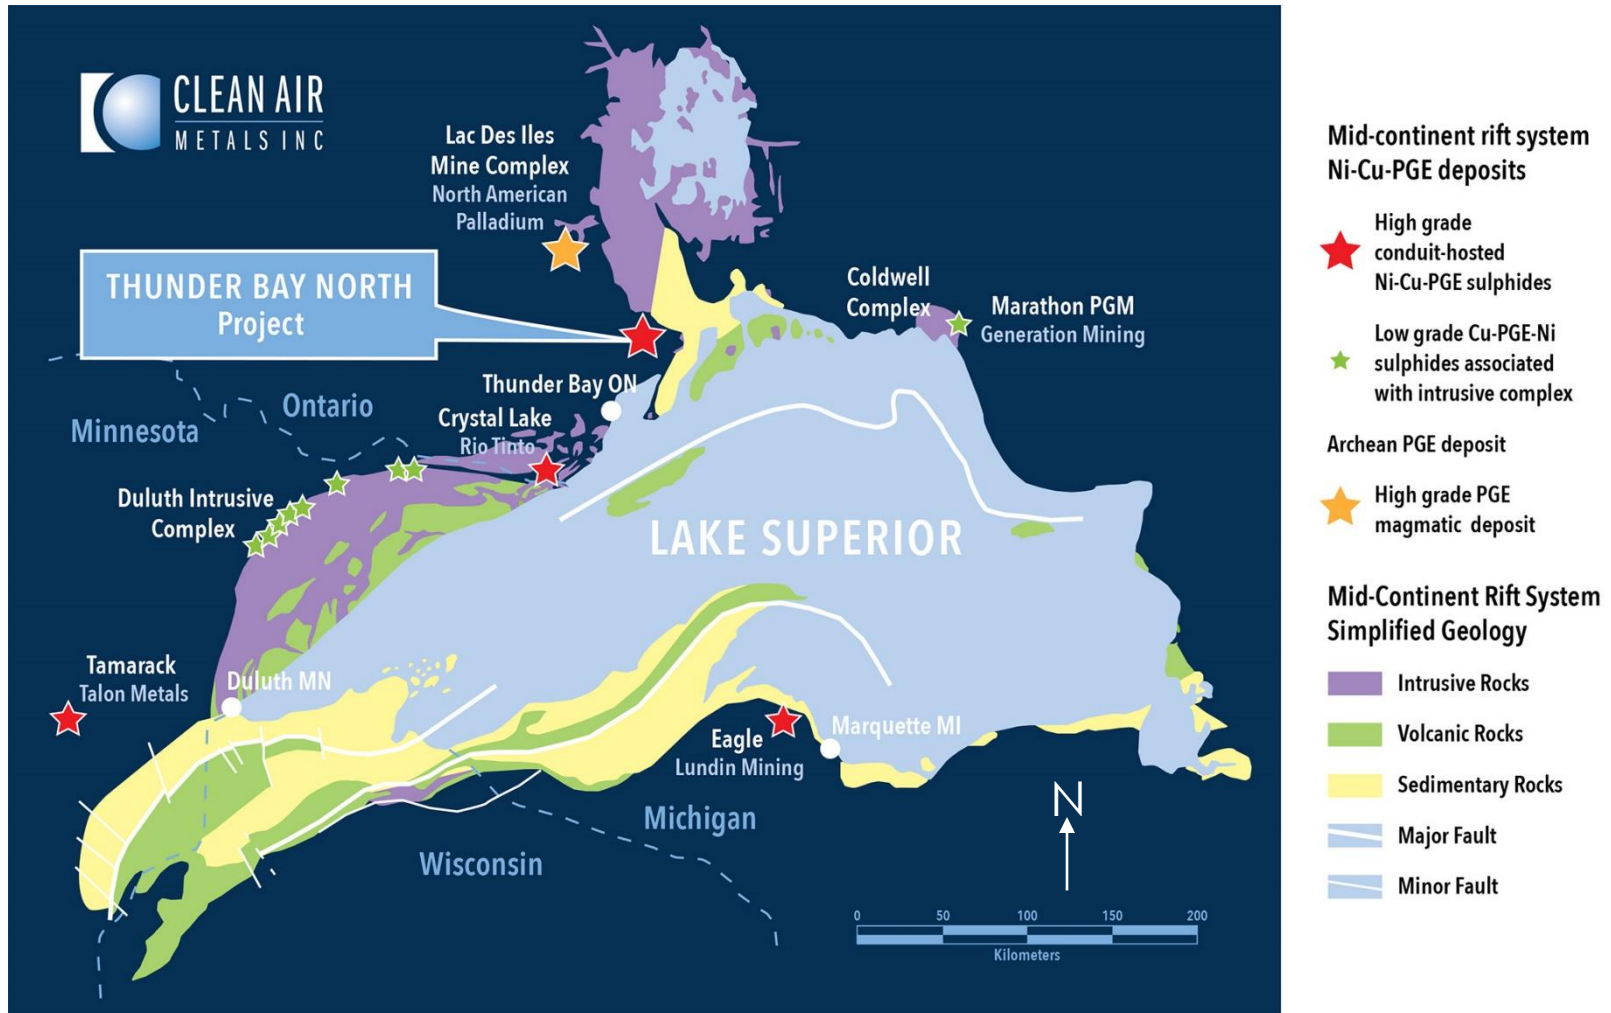 CLEAN AIR
METALS INC
Lac Des Iles
Mine Complex
North American
Palladium
THUNDER BAY NORTH
Project
Coldwell
Complex
Marathon PGM
Generation Mining
Thunder Bay ON
Crystal Lake
Rio Tinto
Ontario
Minnesota
Duluth Intrusive
Complex
LAKE SUPERIOR
Tamarack
Talon Metals
Duluth MN
Eagle
Lundin Mining
Marquette MI
Michigan
Wisconsin
N
0 50 100 150 200
Kilometers
Mid-continent rift system
Ni-Cu-PGE deposits
High grade
conduit-hosted
Ni-Cu-PGE sulphides
Low grade Cu-PGE-Ni
sulphides associated
with intrusive complex
Archean PGE deposit
High grade PGE
magmatic deposit
Mid-Continent Rift System
Simplified Geology
Intrusive Rocks
Volcanic Rocks
Sedimentary Rocks
Major Fault
Minor Fault